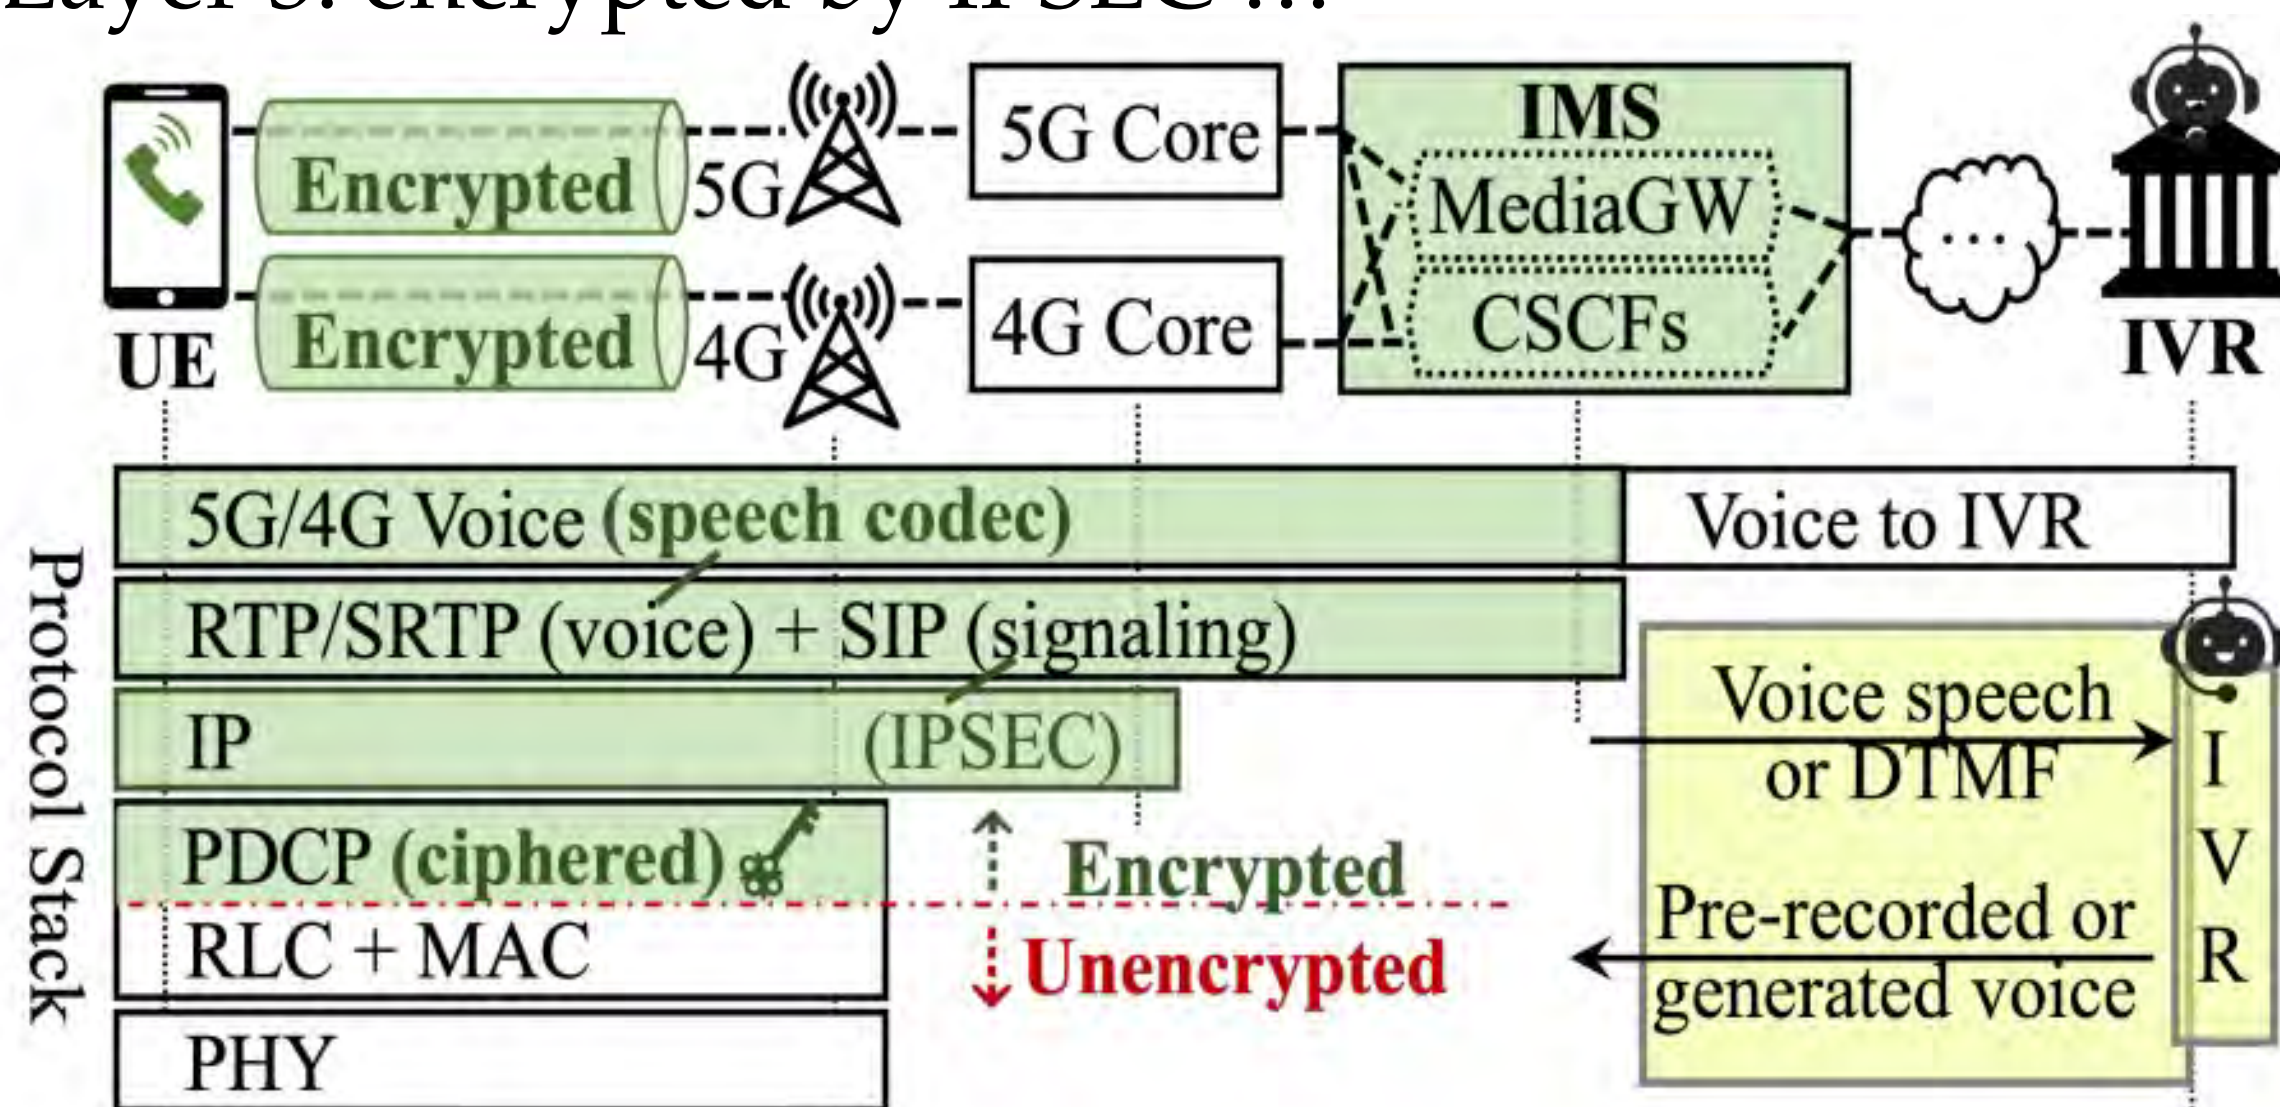 Layer 3: encrypted by IPSEC ...
Encrypted
5G
5G Core
IMS
MediaGW
...
Encrypted
4G
4G Core
CSCFs
UE
IVR
Protocol Stack
5G/4G Voice (speech codec)
Voice to IVR
RTP/SRTP (voice) + SIP (signaling)
IP
(IPSEC)
PDCP (ciphered)
RLC + MAC
PHY
Encrypted
Unencrypted
Voice speech
or DTMF
Pre-recorded or
generated voice
IVR